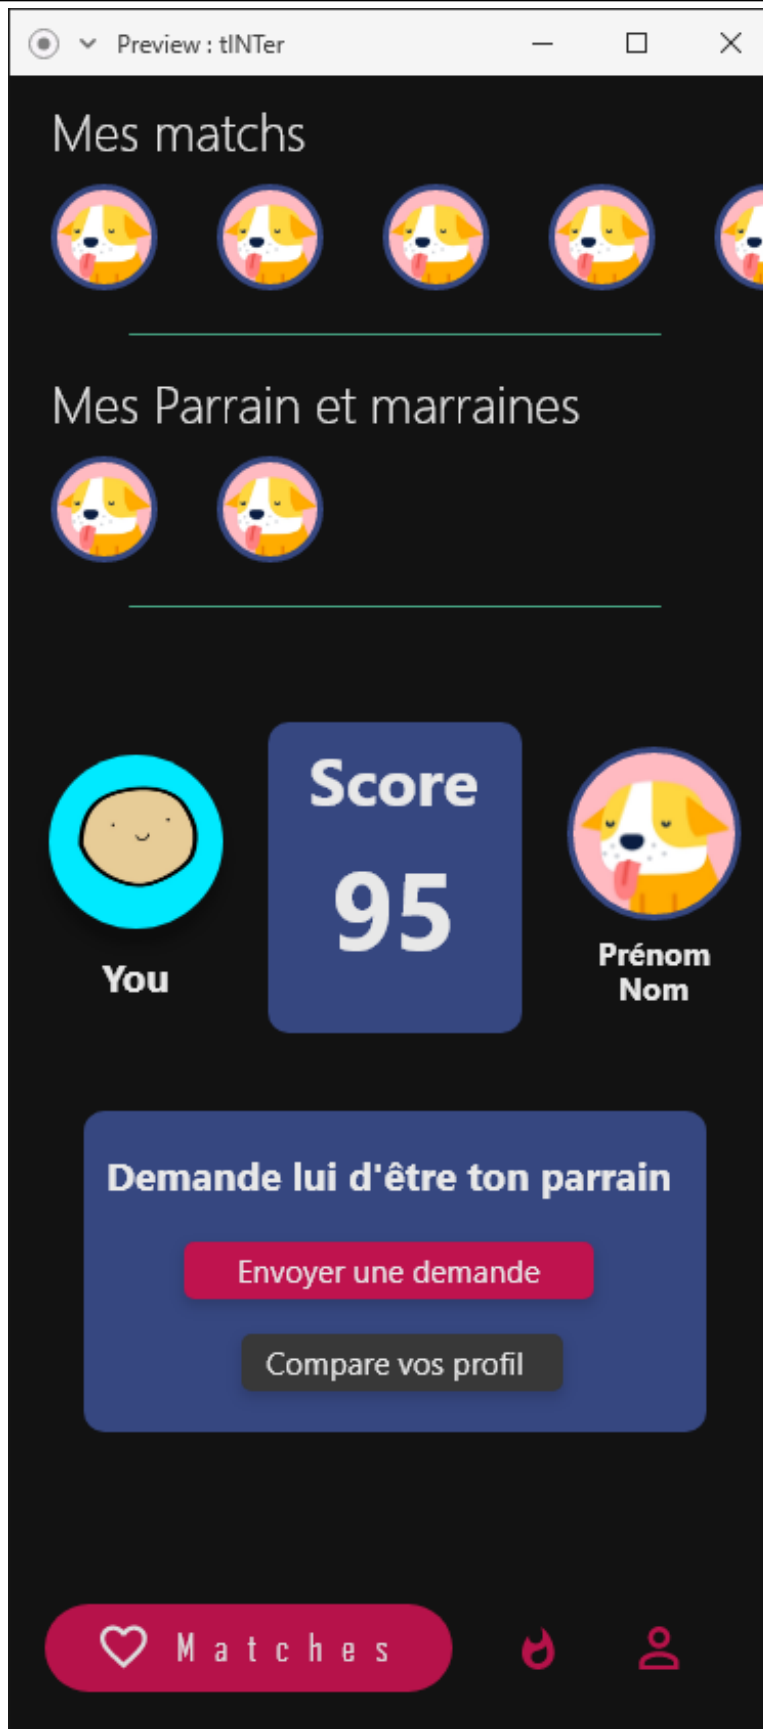 Preview : tINTer
Mes matchs
Mes Parrain et marraines
Score
95
You
Prénom
Nom
Demande lui d'être ton parrain
Envoyer une demande
Compare vos profil
Matches